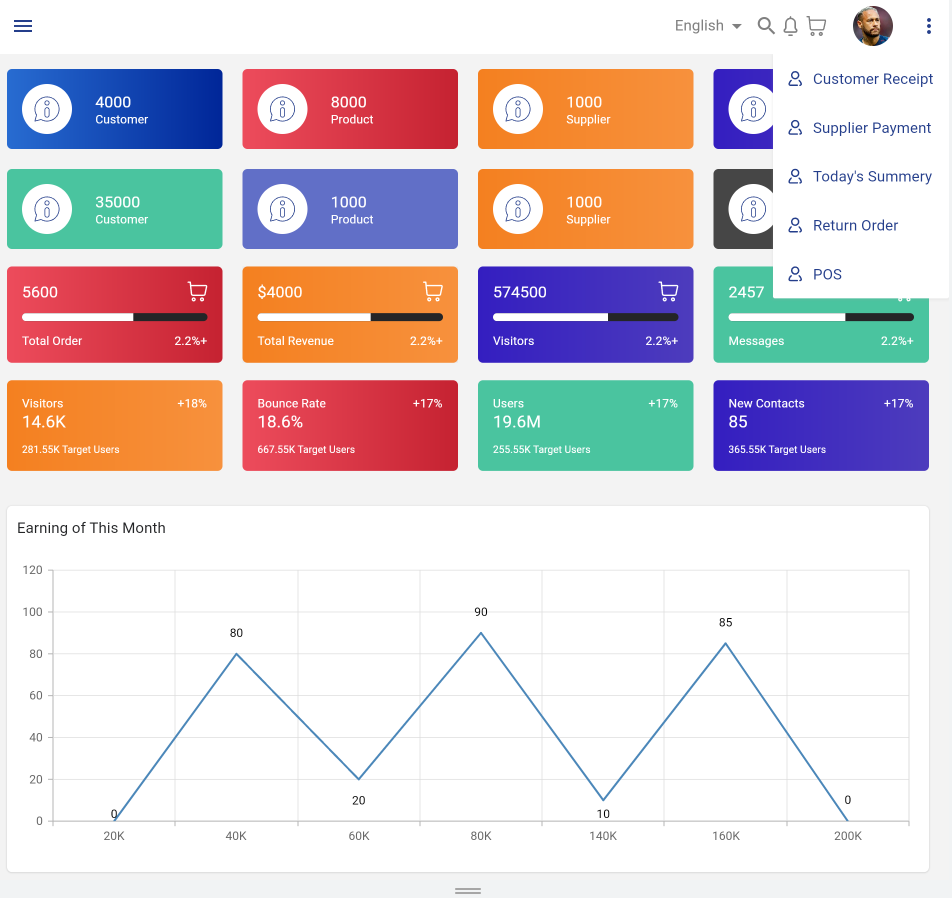 English
Customer Receipt
Supplier Payment
Today's Summery
Return Order
POS
4000
Customer
8000
Product
1000
Supplier
35000
Customer
1000
Product
1000
Supplier
5600
Total Order 2.2%+
$4000
Total Revenue 2.2%+
574500
Visitors 2.2%+
2457
Messages 2.2%+
Visitors +18%
14.6K
281.55K Target Users
Bounce Rate +17%
18.6%
667.55K Target Users
Users +17%
19.6M
255.55K Target Users
New Contacts +17%
85
365.55K Target Users
Earning of This Month
120
100
80
60
40
20
0
0
80
20
90
10
85
0
20K 40K 60K 80K 140K 160K 200K